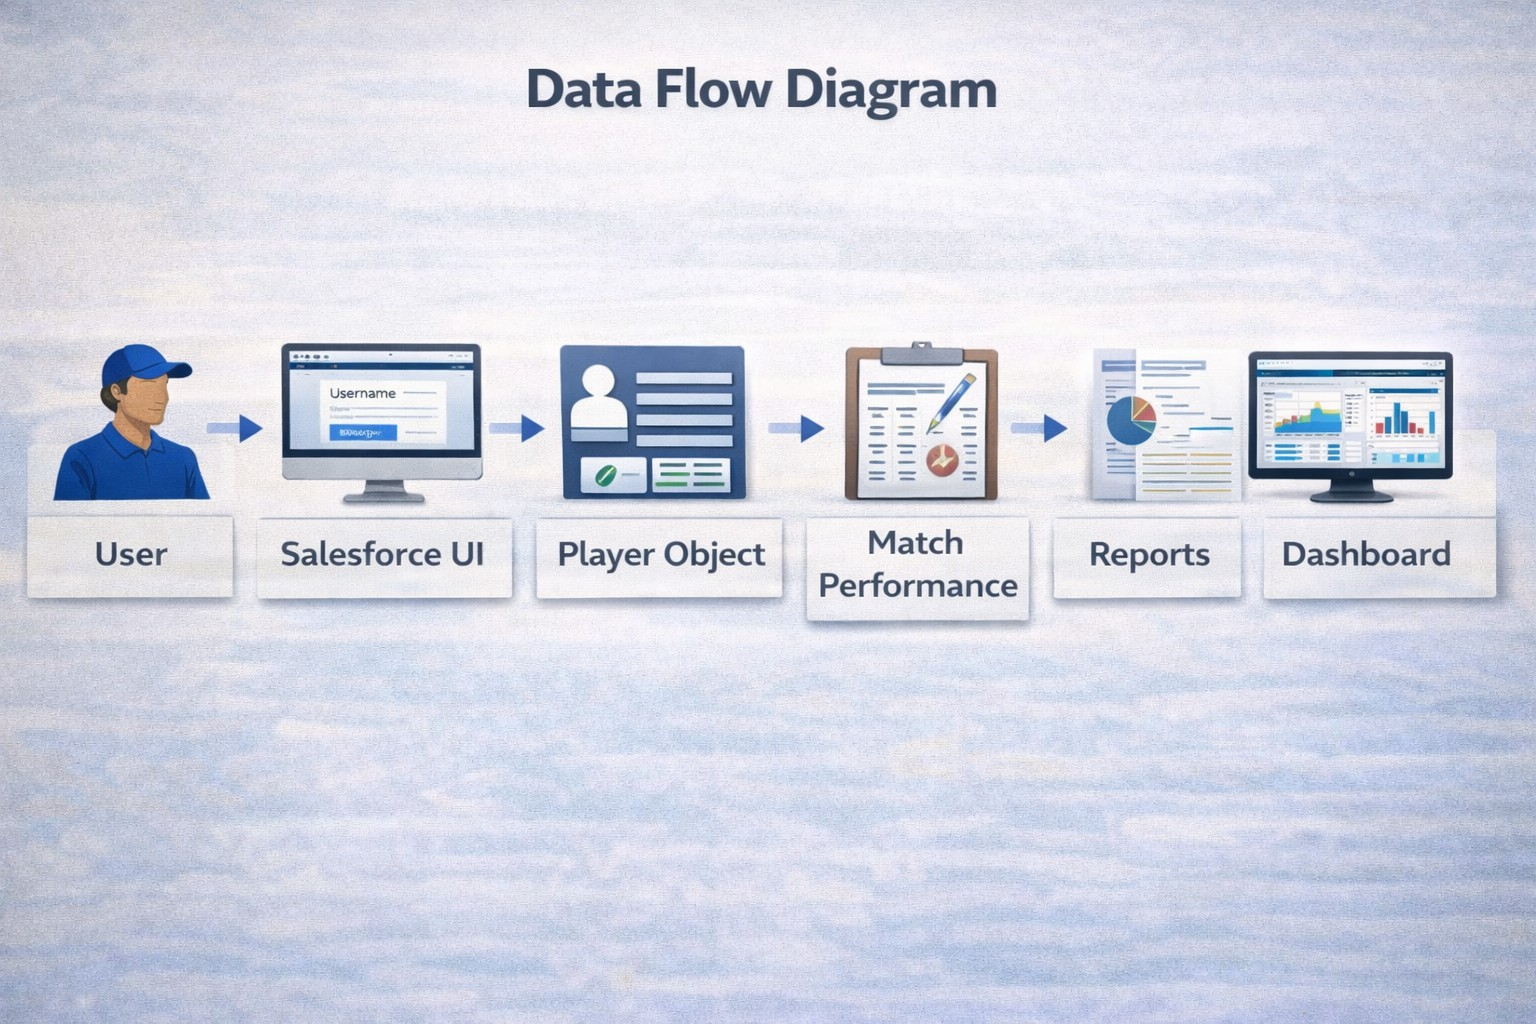 Data Flow Diagram
Username
User
Salesforce UI
Player Object
Match
Performance
Reports
Dashboard